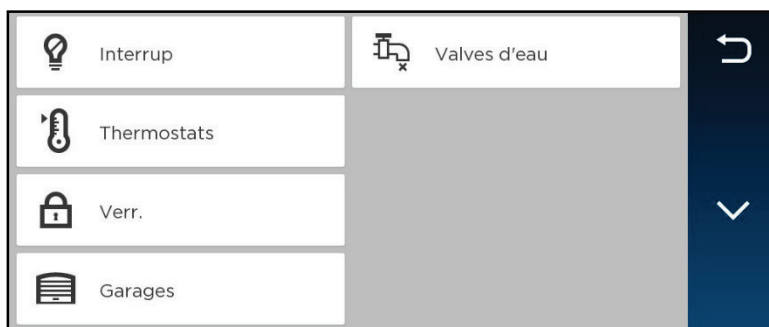 Interrup
Valves d'eau
Thermostats
Verr.
Garages